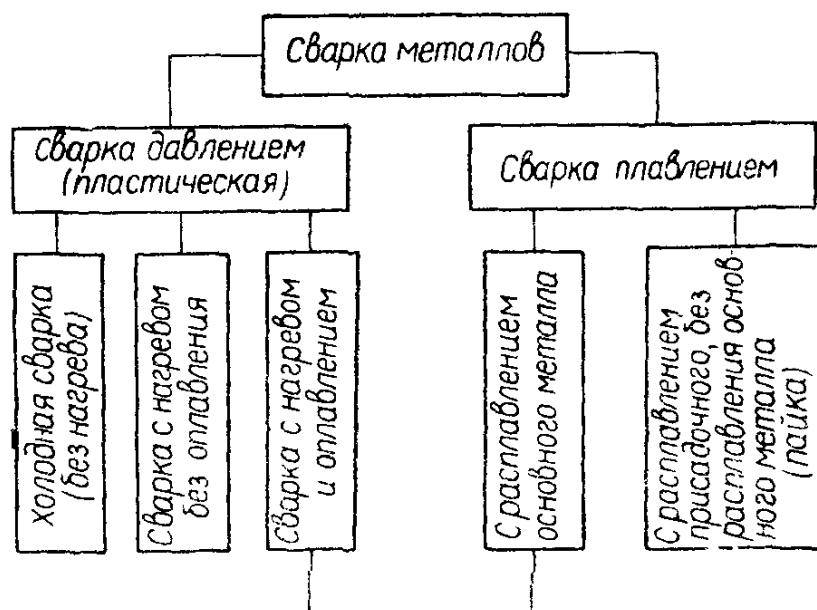 Сварка металлов
Сварка давлением
(пластическая)
Сварка плавлением
Холодная сварка
(без нагрева)
Сварка с нагревом
без оплавления
Сварка с нагревом
и оплавлением
С расплавлением
основного металла
С расплавлением
присадочного, без
расплавления основ-
ного металла
(пайка)